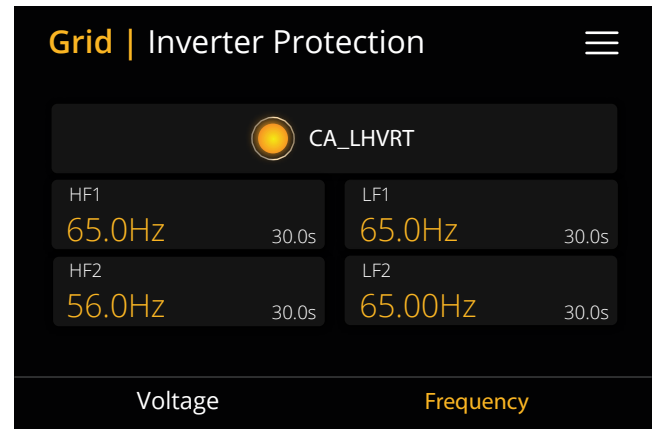 Grid | Inverter Protection
CA_LHVRT
HF1
65.0Hz 30.0s
LF1
65.0Hz 30.0s
HF2
56.0Hz 30.0s
LF2
65.00Hz 30.0s
Voltage Frequency